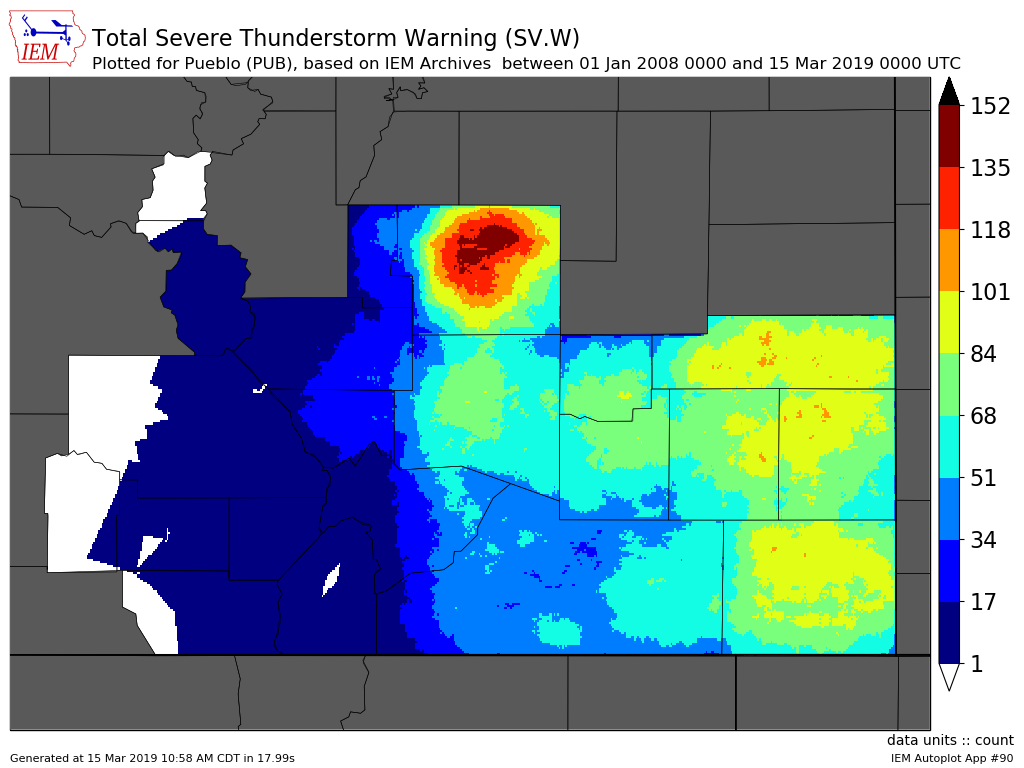 IEM
Total Severe Thunderstorm Warning (SV.W)
Plotted for Pueblo (PUB), based on IEM Archives  between 01 Jan 2008 0000 and 15 Mar 2019 0000 UTC
152
135
118
101
84
68
51
34
17
1
data units :: count
Generated at 15 Mar 2019 10:58 AM CDT in 17.99s
IEM Autoplot App #90